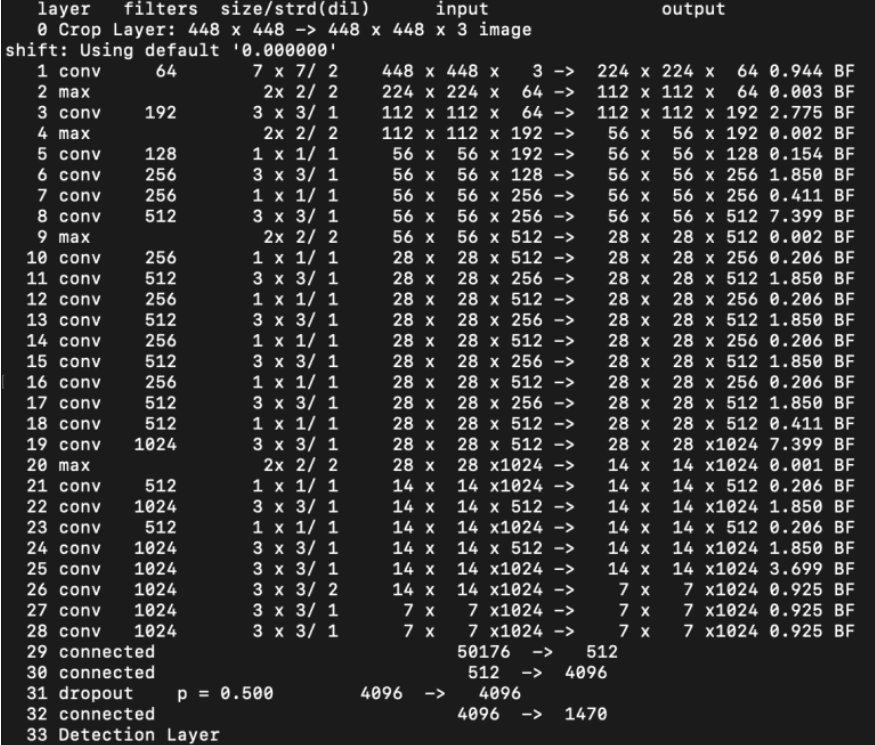 layer   filters  size/strd(dil)      input                output
0 Crop Layer: 448 x 448 -> 448 x 448 x 3 image
shift: Using default '0.000000'
1 conv     64       7 x 7/ 2    448 x 448 x   3 ->  224 x 224 x  64 0.944 BF
2 max               2x 2/ 2    224 x 224 x  64 ->  112 x 112 x  64 0.003 BF
3 conv    192       3 x 3/ 1    112 x 112 x  64 ->  112 x 112 x 192 2.775 BF
4 max               2x 2/ 2    112 x 112 x 192 ->   56 x  56 x 192 0.002 BF
5 conv    128       1 x 1/ 1     56 x  56 x 192 ->   56 x  56 x 128 0.154 BF
6 conv    256       3 x 3/ 1     56 x  56 x 128 ->   56 x  56 x 256 1.850 BF
7 conv    256       1 x 1/ 1     56 x  56 x 256 ->   56 x  56 x 256 0.411 BF
8 conv    512       3 x 3/ 1     56 x  56 x 256 ->   56 x  56 x 512 7.399 BF
9 max               2x 2/ 2     56 x  56 x 512 ->   28 x  28 x 512 0.002 BF
10 conv    256       1 x 1/ 1     28 x  28 x 512 ->   28 x  28 x 256 0.206 BF
11 conv    512       3 x 3/ 1     28 x  28 x 256 ->   28 x  28 x 512 1.850 BF
12 conv    256       1 x 1/ 1     28 x  28 x 512 ->   28 x  28 x 256 0.206 BF
13 conv    512       3 x 3/ 1     28 x  28 x 256 ->   28 x  28 x 512 1.850 BF
14 conv    256       1 x 1/ 1     28 x  28 x 512 ->   28 x  28 x 256 0.206 BF
15 conv    512       3 x 3/ 1     28 x  28 x 256 ->   28 x  28 x 512 1.850 BF
16 conv    256       1 x 1/ 1     28 x  28 x 512 ->   28 x  28 x 256 0.206 BF
17 conv    512       3 x 3/ 1     28 x  28 x 256 ->   28 x  28 x 512 1.850 BF
18 conv    512       1 x 1/ 1     28 x  28 x 512 ->   28 x  28 x 512 0.411 BF
19 conv   1024       3 x 3/ 1     28 x  28 x 512 ->   28 x  28 x1024 7.399 BF
20 max               2x 2/ 2     28 x  28 x1024 ->   14 x  14 x1024 0.001 BF
21 conv    512       1 x 1/ 1     14 x  14 x1024 ->   14 x  14 x 512 0.206 BF
22 conv   1024       3 x 3/ 1     14 x  14 x 512 ->   14 x  14 x1024 1.850 BF
23 conv    512       1 x 1/ 1     14 x  14 x1024 ->   14 x  14 x 512 0.206 BF
24 conv   1024       3 x 3/ 1     14 x  14 x 512 ->   14 x  14 x1024 1.850 BF
25 conv   1024       3 x 3/ 1     14 x  14 x1024 ->   14 x  14 x1024 3.699 BF
26 conv   1024       3 x 3/ 2     14 x  14 x1024 ->    7 x   7 x1024 0.925 BF
27 conv   1024       3 x 3/ 1      7 x   7 x1024 ->    7 x   7 x1024 0.925 BF
28 conv   1024       3 x 3/ 1      7 x   7 x1024 ->    7 x   7 x1024 0.925 BF
29 connected                            50176  ->   512
30 connected                              512  ->  4096
31 dropout    p = 0.500        4096  ->   4096
32 connected                             4096  ->  1470
33 Detection Layer